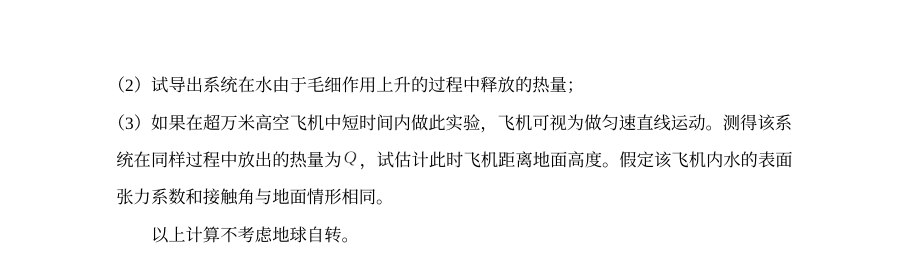 (2) 试导出系统在水由于毛细作用上升的过程中释放的热量；
(3) 如果在超万米高空飞机中短时间内做此实验，飞机可视为做匀速直线运动。测得该系
统在同样过程中放出的热量为Q，试估计此时飞机距离地面高度。假定该飞机内水的表面
张力系数和接触角与地面情形相同。
以上计算不考虑地球自转。